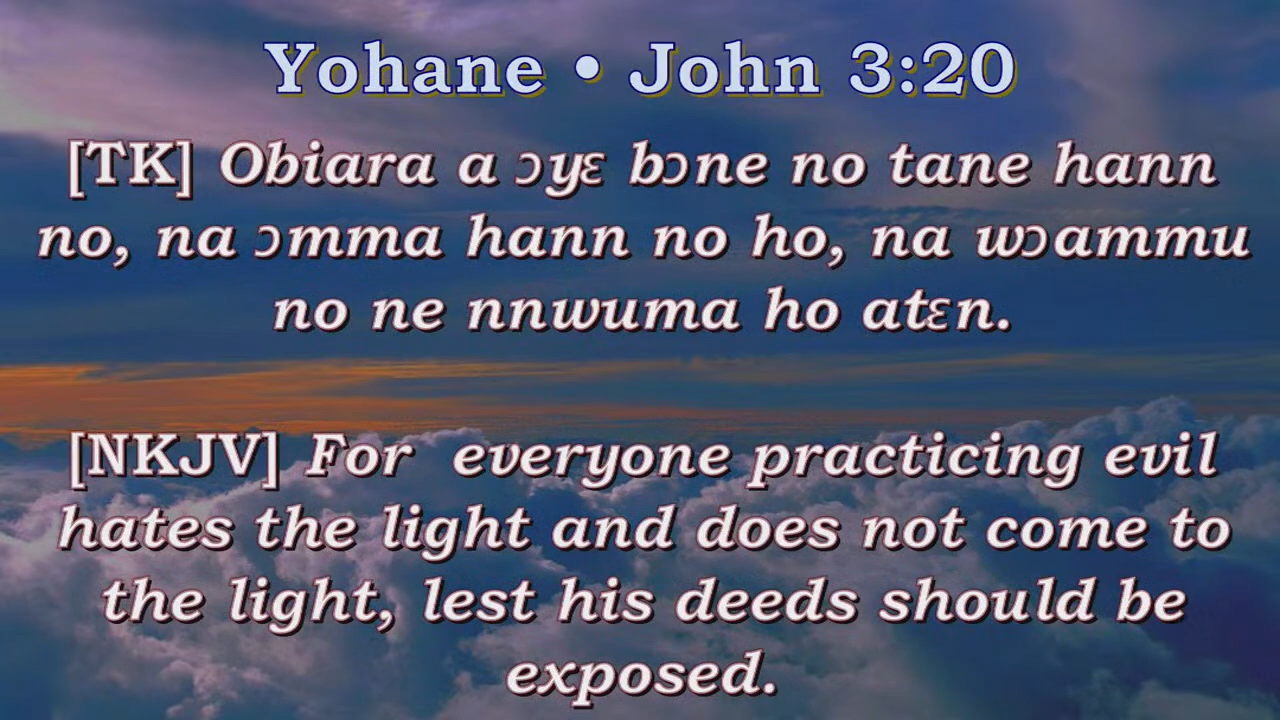 Yohane • John 3:20
[TK] Obiara a ɔyɛ bɔne no tane hann
no, na ɔmma hann no ho, na wɔammu
no ne nnwuma ho atɛn.
[NKJV] For everyone practicing evil
hates the light and does not come to
the light, lest his deeds should be
exposed.